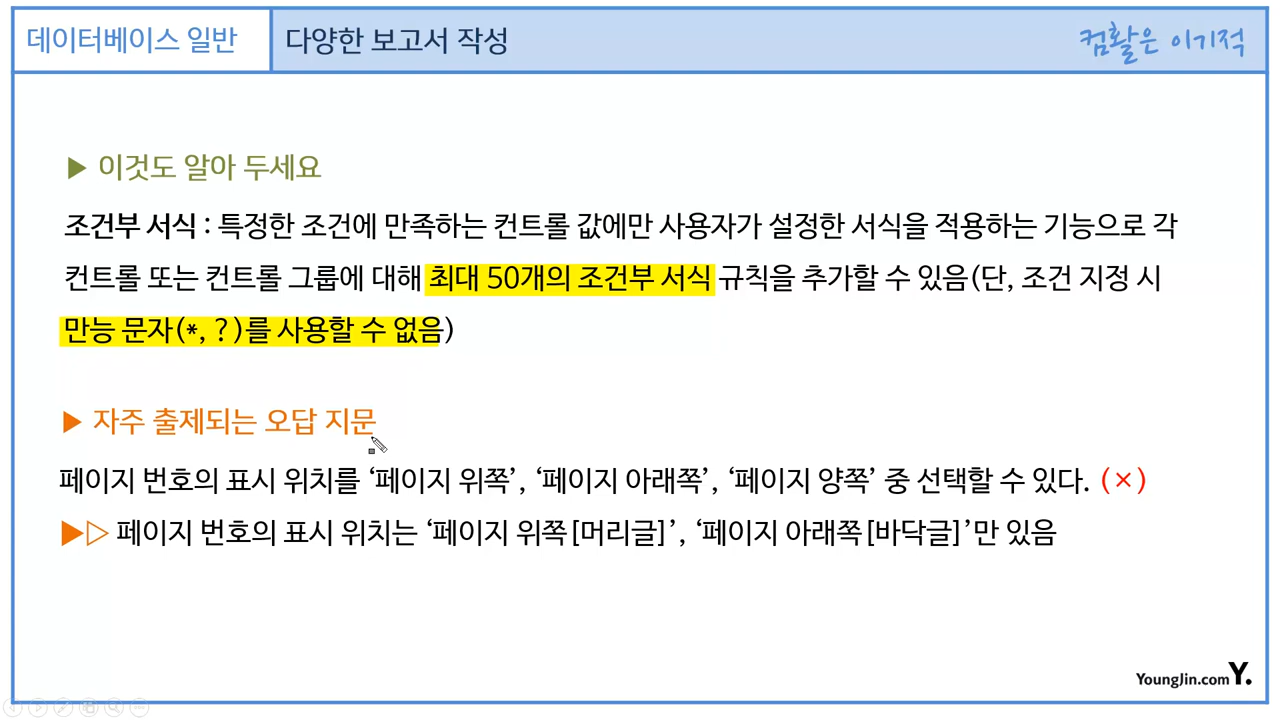 데이터베이스 일반
다양한 보고서 작성
컴활은 이기적
▶ 이것도 알아 두세요
조건부 서식 : 특정한 조건에 만족하는 컨트롤 값에만 사용자가 설정한 서식을 적용하는 기능으로 각
컨트롤 또는 컨트롤 그룹에 대해 최대 50개의 조건부 서식 규칙을 추가할 수 있음(단, 조건 지정 시
만능 문자(*, ?)를 사용할 수 없음)
▶ 자주 출제되는 오답 지문
페이지 번호의 표시 위치를 ‘페이지 위쪽’, ‘페이지 아래쪽’, ‘페이지 양쪽’ 중 선택할 수 있다. (×)
▶▷ 페이지 번호의 표시 위치는 ‘페이지 위쪽[머리글]’, ‘페이지 아래쪽[바닥글]’만 있음
YoungJin.com Y.